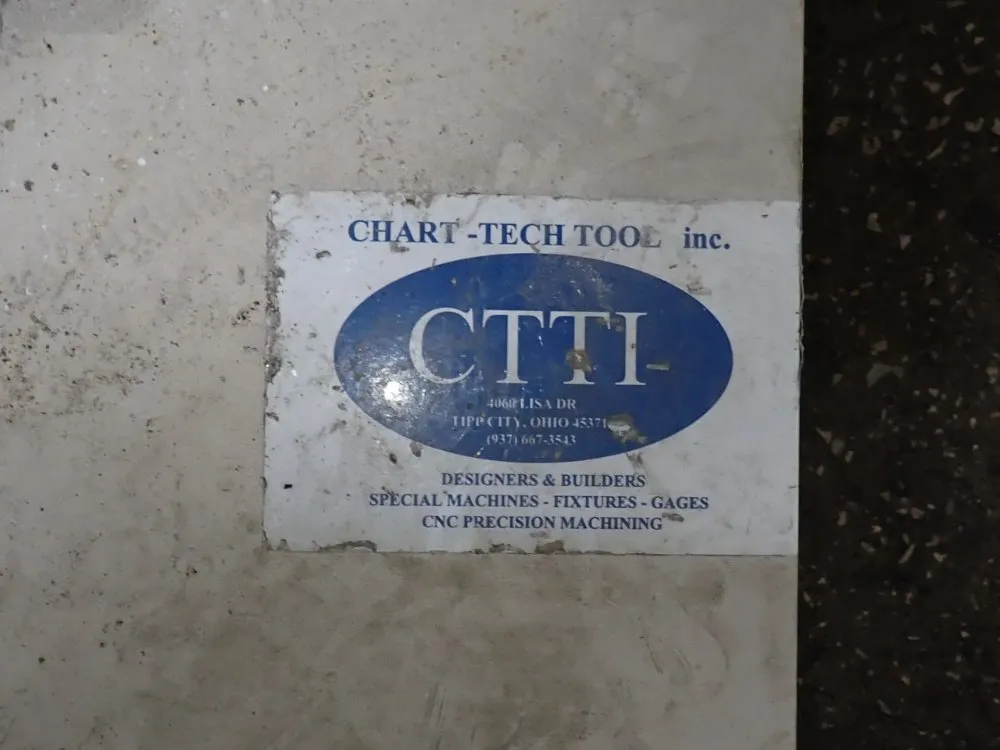 CHART -TECH TOOL inc.
CTTI
4060 LISA DR
TIPP CITY, OHIO 45371
(937) 667-3543
DESIGNERS & BUILDERS
SPECIAL MACHINES - FIXTURES - GAGES
CNC PRECISION MACHINING